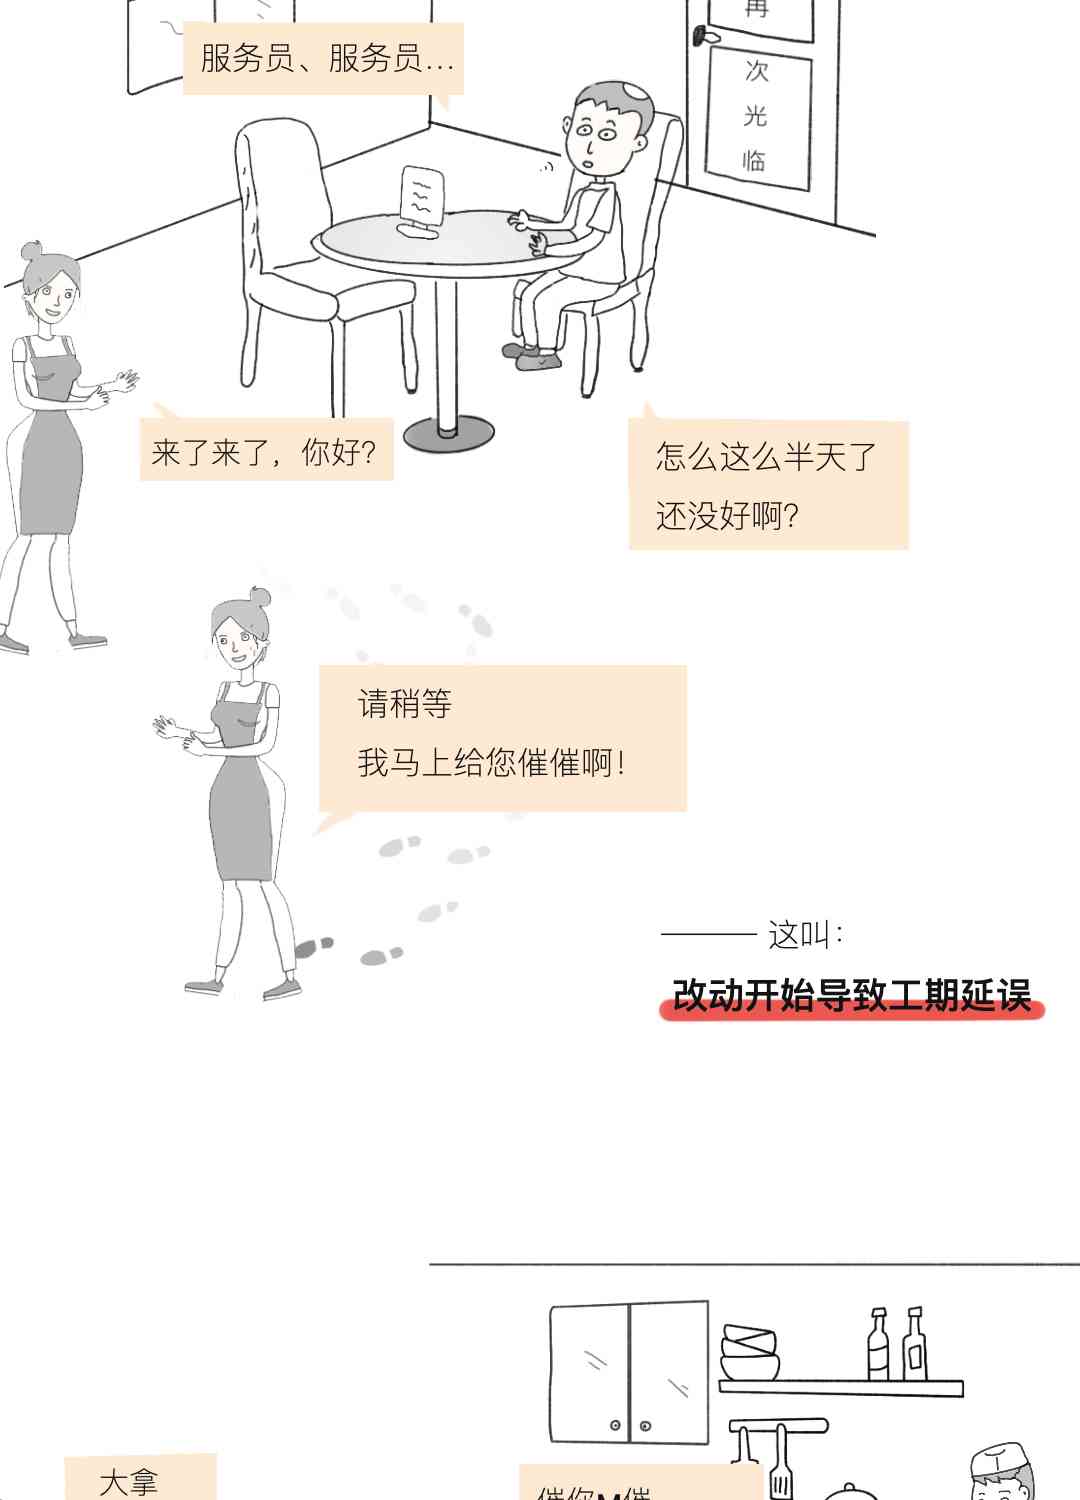 服务员、服务员...
再
次
光
临
来了来了，你好？
怎么这么半天了
还没好啊？
请稍等
我马上给您催催啊！
—— 这叫：
改动开始导致工期延误
大拿